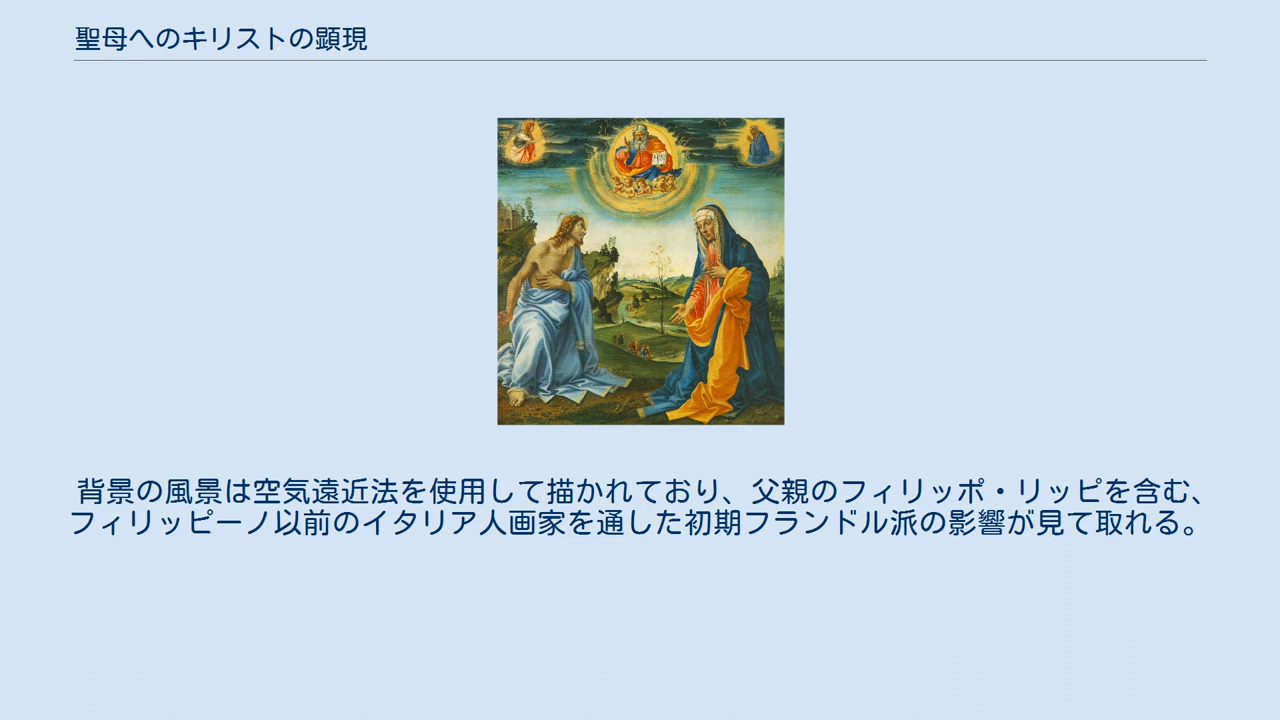 聖母へのキリストの顕現
背景の風景は空気遠近法を使用して描かれており、父親のフィリッポ・リッピを含む、
フィリッピーノ以前のイタリア人画家を通した初期フランドル派の影響が見て取れる。